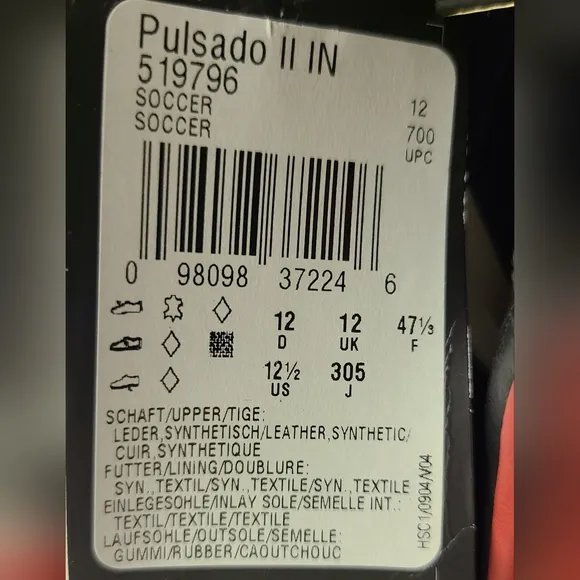 Pulsado II IN
519796
SOCCER 12
SOCCER 700
UPC
0 98098 37224 6
12 12 47⅓
D UK F
12½ 305
US J
SCHAFT/UPPER/TIGE:
LEDER,SYNTHETISCH/LEATHER,SYNTHETIC/
CUIR,SYNTHETIQUE
FUTTER/LINING/DOUBLURE:
SYN.,TEXTIL/SYN.,TEXTILE/SYN.,TEXTILE
EINLEGESOHLE/INLAY SOLE/SEMELLE INT.:
TEXTIL/TEXTILE/TEXTILE
LAUFSOHLE/OUTSOLE/SEMELLE:
GUMMI/RUBBER/CAOUTCHOUC
HSC1/0904/V04